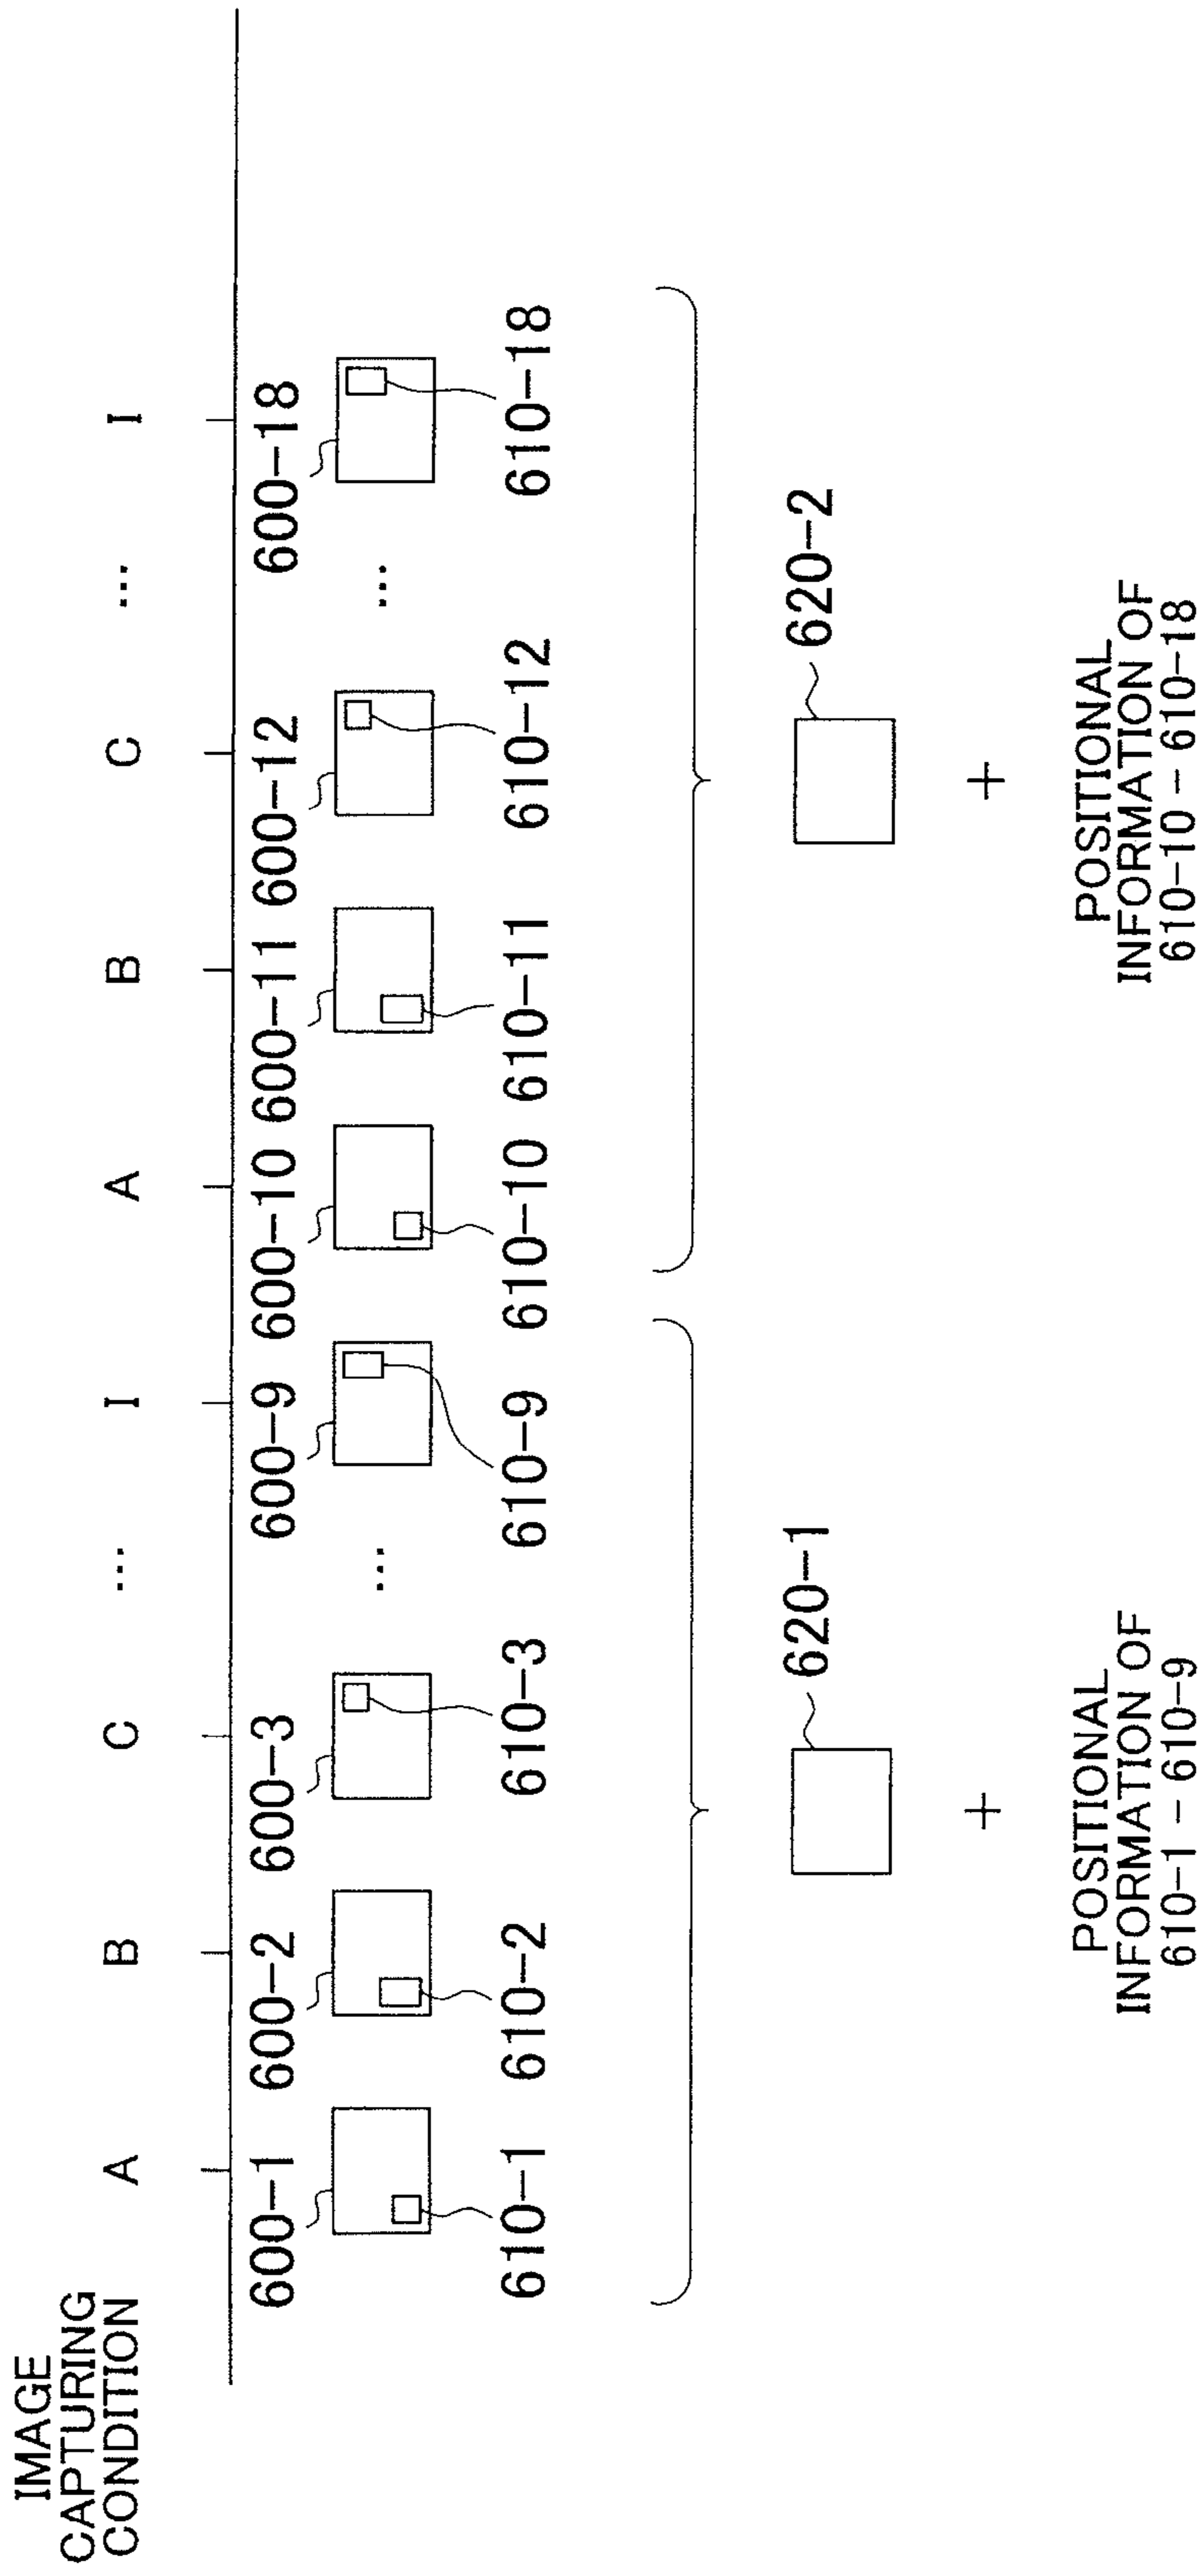 IMAGE
CAPTURING
CONDITION
A B C ... I A B C ... I
600-1 600-2 600-3 600-9 600-10 600-11 600-12 600-18
... ...
610-1 610-2 610-3 610-9 610-10 610-11 610-12 610-18
620-1 620-2
+ +
POSITIONAL
INFORMATION OF
610-1 - 610-9
POSITIONAL
INFORMATION OF
610-10 - 610-18